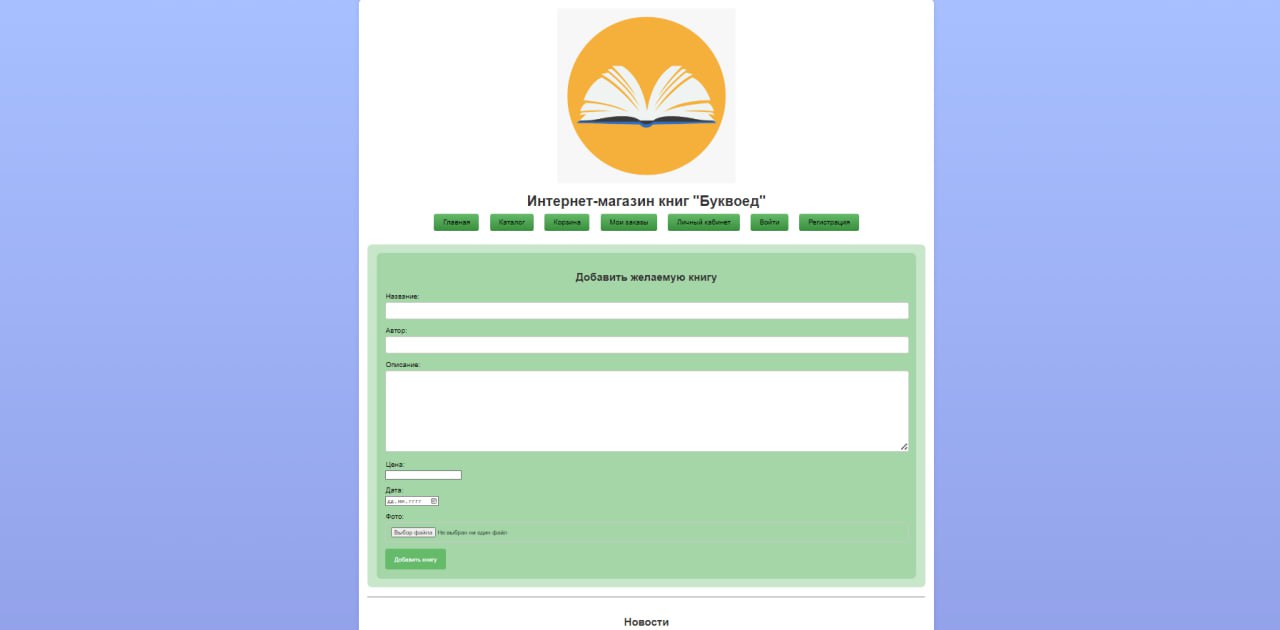 Интернет-магазин книг "Буквоед"
Главная Каталог Корзина Мои заказы Личный кабинет Войти Регистрация
Добавить желаемую книгу
Название:
Автор:
Описание:
Цена:
Дата:
дд.мм.гггг
Фото:
Выбор файла Не выбран ни один файл
Добавить книгу
Новости